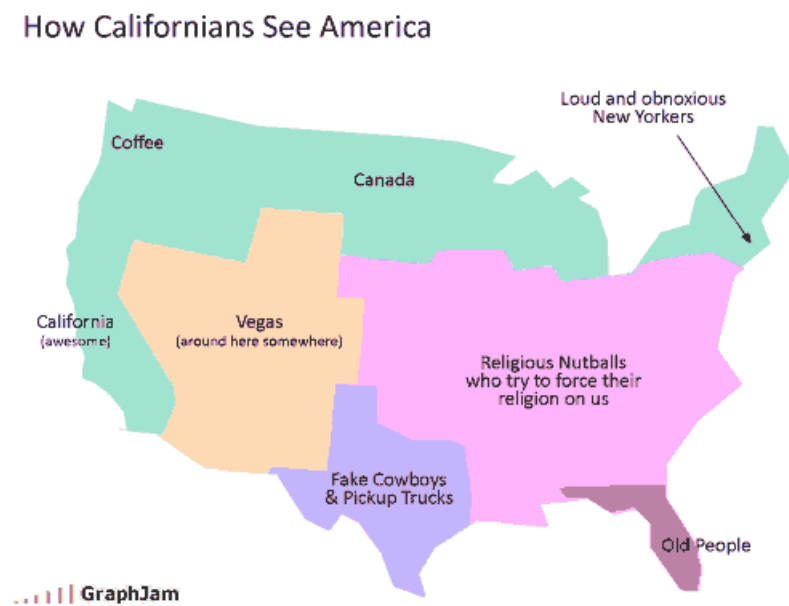 How Californians See America
Loud and obnoxious
New Yorkers
Coffee
Canada
California
(awesome)
Vegas
(around here somewhere)
Religious Nutballs
who try to force their
religion on us
Fake Cowboys
& Pickup Trucks
Old People
GraphJam